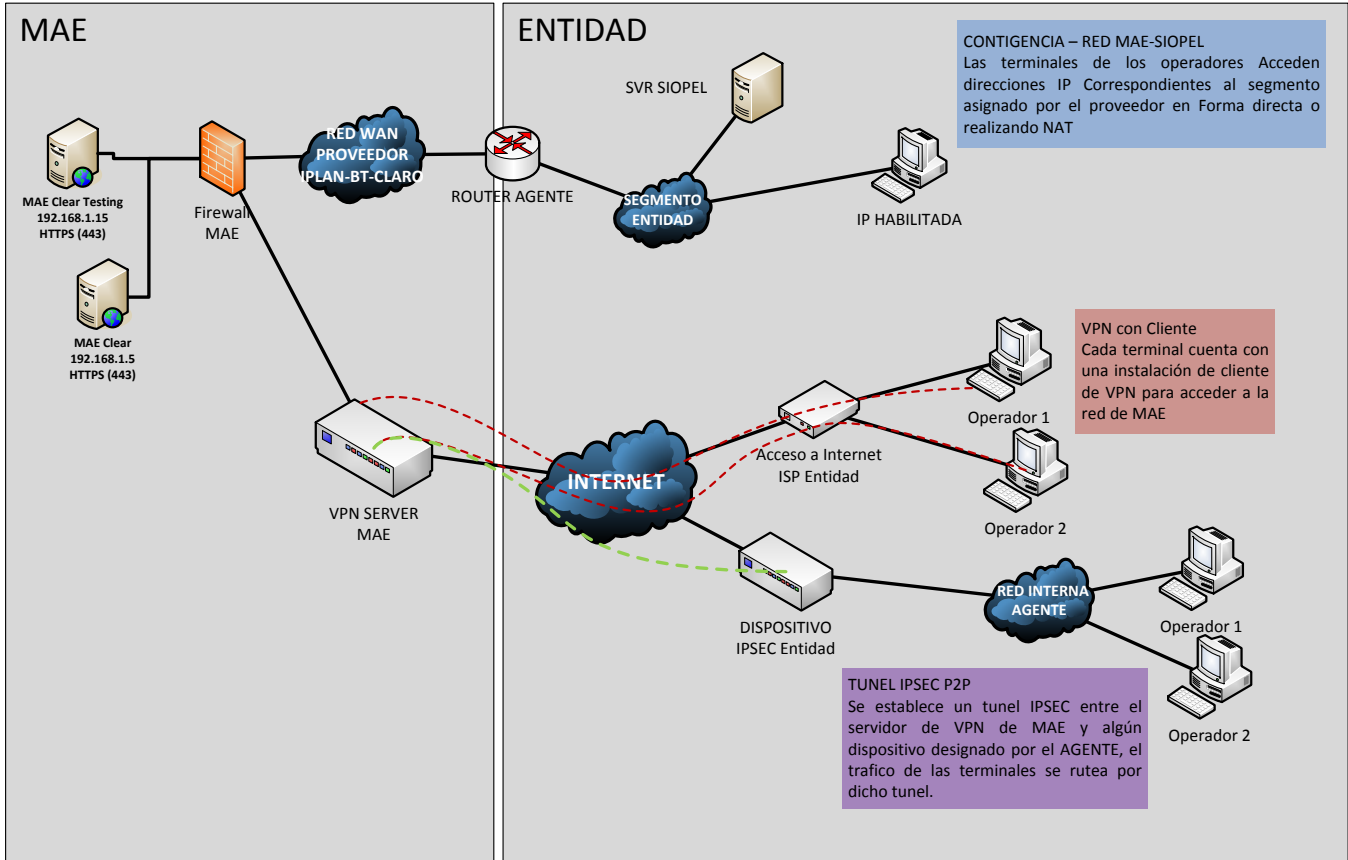 MAE
ENTIDAD
CONTIGENCIA – RED MAE-SIOPEL
Las terminales de los operadores Acceden
direcciones IP Correspondientes al segmento
asignado por el proveedor en Forma directa o
realizando NAT
SVR SIOPEL
RED WAN
PROVEEDOR
IPLAN-BT-CLARO
ROUTER AGENTE
SEGMENTO
ENTIDAD
IP HABILITADA
MAE Clear Testing
192.168.1.15
HTTPS (443)
Firewall
MAE
MAE Clear
192.168.1.5
HTTPS (443)
VPN con Cliente
Cada terminal cuenta con
una instalación de cliente
de VPN para acceder a la
red de MAE
Operador 1
Acceso a Internet
ISP Entidad
INTERNET
Operador 2
VPN SERVER
MAE
DISPOSITIVO
IPSEC Entidad
RED INTERNA
AGENTE
Operador 1
Operador 2
TUNEL IPSEC P2P
Se establece un tunel IPSEC entre el
servidor de VPN de MAE y algún
dispositivo designado por el AGENTE, el
trafico de las terminales se rutea por
dicho tunel.